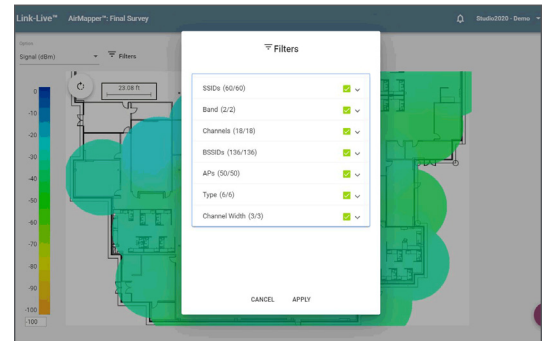 Link-Live™ AirMapper™: Final Survey Studio2020 - Demo
Signal (dBm) Filters
23.08 ft
0
-10
-20
-30
-40
-50
-60
-70
-80
-90
-100
-100
Filters
SSIDs (60/60)
Band (2/2)
Channels (18/18)
BSSIDs (136/136)
APs (50/50)
Type (6/6)
Channel Width (3/3)
CANCEL APPLY